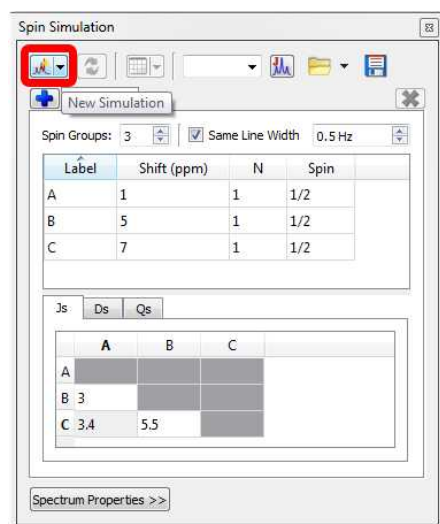 Spin Simulation
New Simulation
Spin Groups: 3 Same Line Width 0.5 Hz
Label Shift (ppm) N Spin
A 1 1 1/2
B 5 1 1/2
C 7 1 1/2
Js Ds Qs
A B C
A
B 3
C 3.4 5.5
Spectrum Properties >>